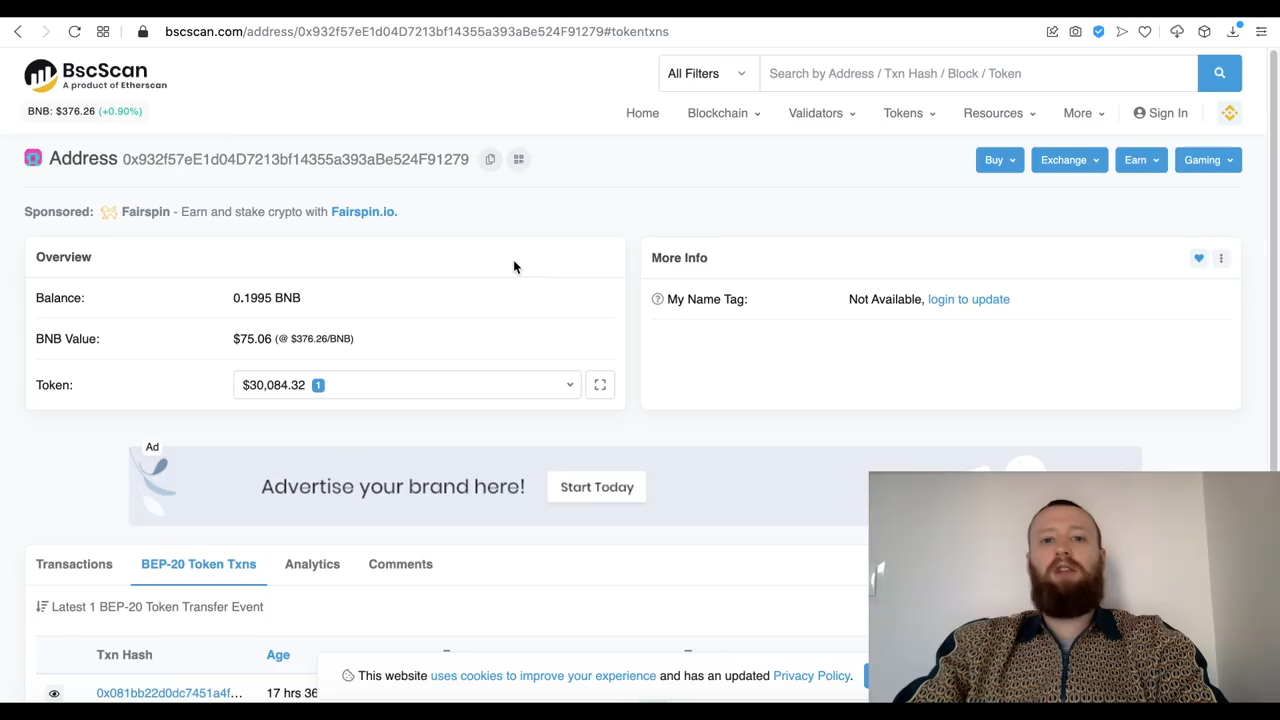 bscscan.com/address/0x932f57eE1d04D7213bf14355a393aBe524F91279#tokentxns
BscScan
A product of Etherscan
All Filters
Search by Address / Txn Hash / Block / Token
BNB: $376.26 (+0.90%)
Home Blockchain Validators Tokens Resources More Sign In
Address 0x932f57eE1d04D7213bf14355a393aBe524F91279
Buy Exchange Earn Gaming
Sponsored: Fairspin - Earn and stake crypto with Fairspin.io.
Overview
Balance: 0.1995 BNB
BNB Value: $75.06 (@ $376.26/BNB)
Token: $30,084.32 1
More Info
My Name Tag: Not Available, login to update
Ad
Advertise your brand here! Start Today
Transactions BEP-20 Token Txns Analytics Comments
Latest 1 BEP-20 Token Transfer Event
Txn Hash Age
0x081bb22d0dc7451a4f... 17 hrs 36
This website uses cookies to improve your experience and has an updated Privacy Policy.